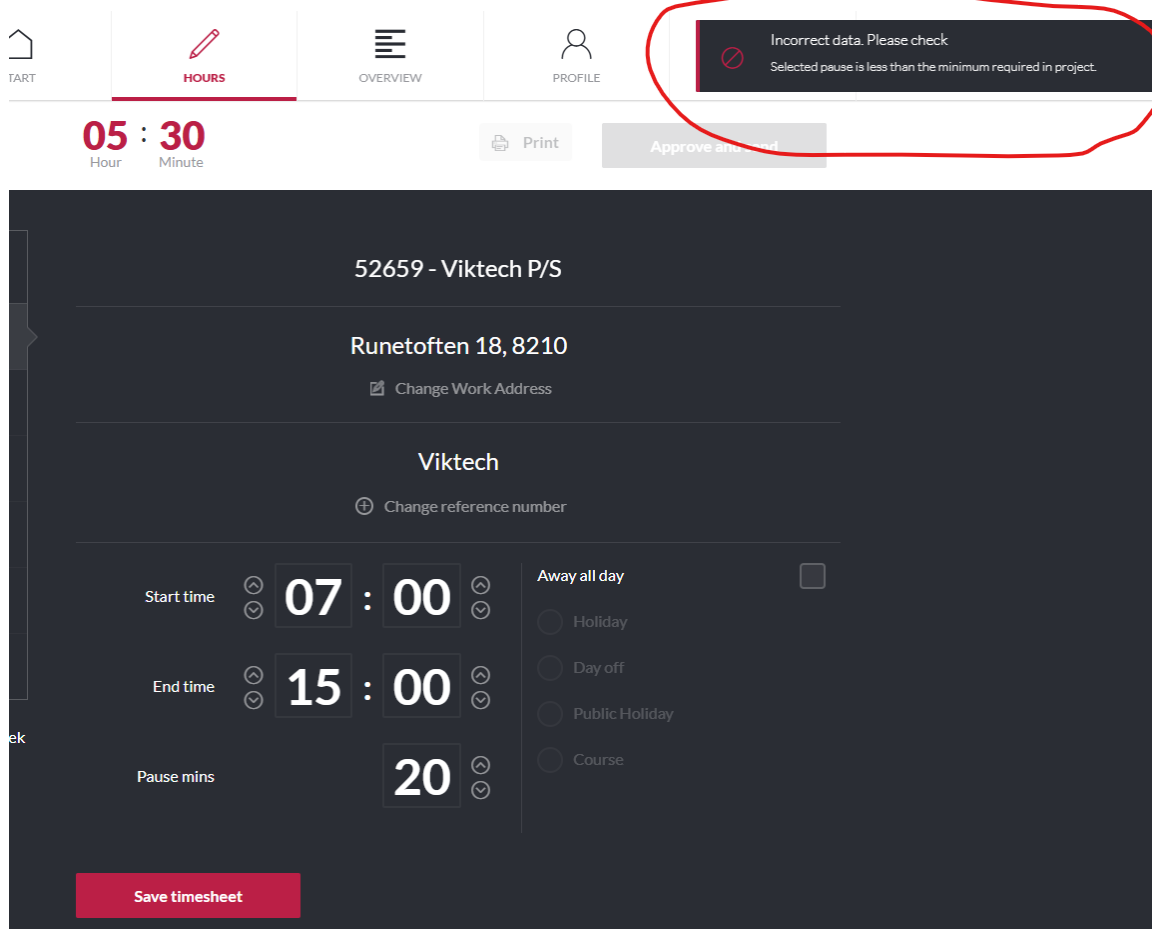 TART
HOURS
OVERVIEW
PROFILE
Incorrect data. Please check
Selected pause is less than the minimum required in project.
05 : 30
Hour Minute
Print
Approve and send
52659 - Viktech P/S
Runetoften 18, 8210
Change Work Address
Viktech
Change reference number
Start time 07 : 00
End time 15 : 00
Pause mins 20
Away all day
Holiday
Day off
Public Holiday
Course
ek
Save timesheet